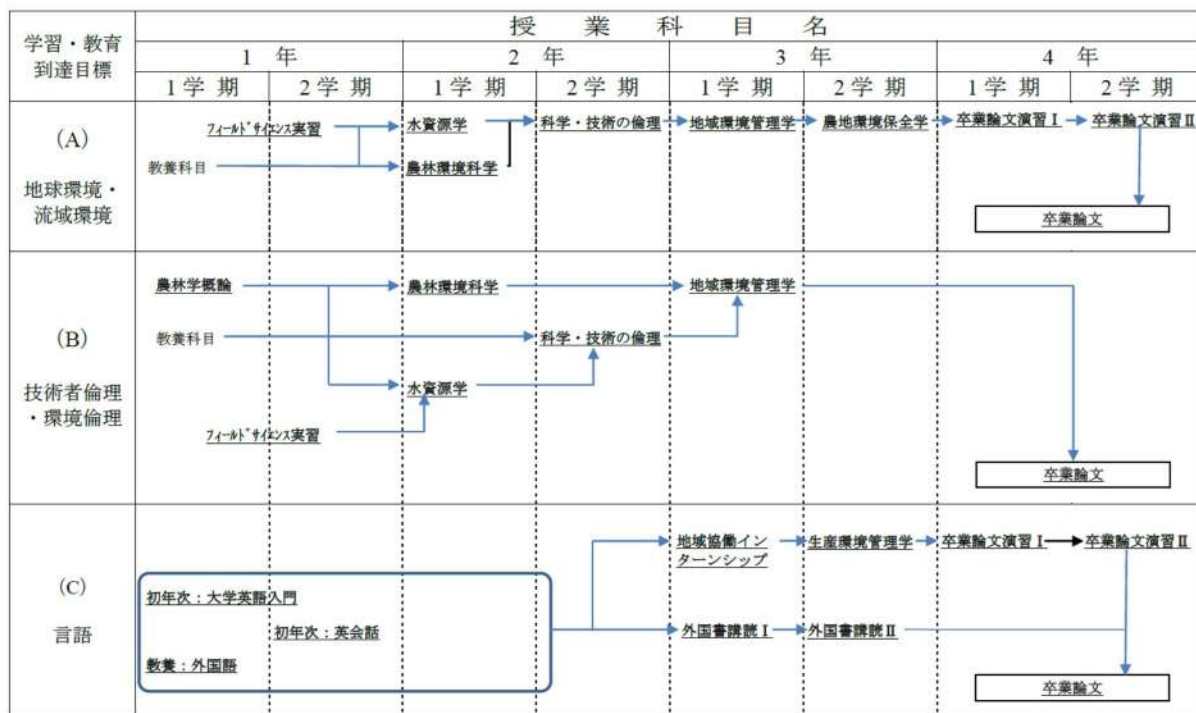 学習・教育
到達目標
授業科目名
1年 2年 3年 4年
1学期 2学期 1学期 2学期 1学期 2学期 1学期 2学期
(A)
地球環境・
流域環境
フィールドサイエンス実習 水資源学 科学・技術の倫理 地域環境管理学 農地環境保全学 卒業論文演習Ⅰ 卒業論文演習Ⅱ
教養科目 農林環境科学
卒業論文
(B)
技術者倫理
・環境倫理
農林学概論 農林環境科学 地域環境管理学
教養科目 科学・技術の倫理
水資源学
フィールドサイエンス実習
卒業論文
(C)
言語
地域協働イン
ターンシップ
生産環境管理学 卒業論文演習Ⅰ 卒業論文演習Ⅱ
初年次:大学英語入門
初年次:英会話 外国書講読Ⅰ 外国書講読Ⅱ
教養:外国語
卒業論文